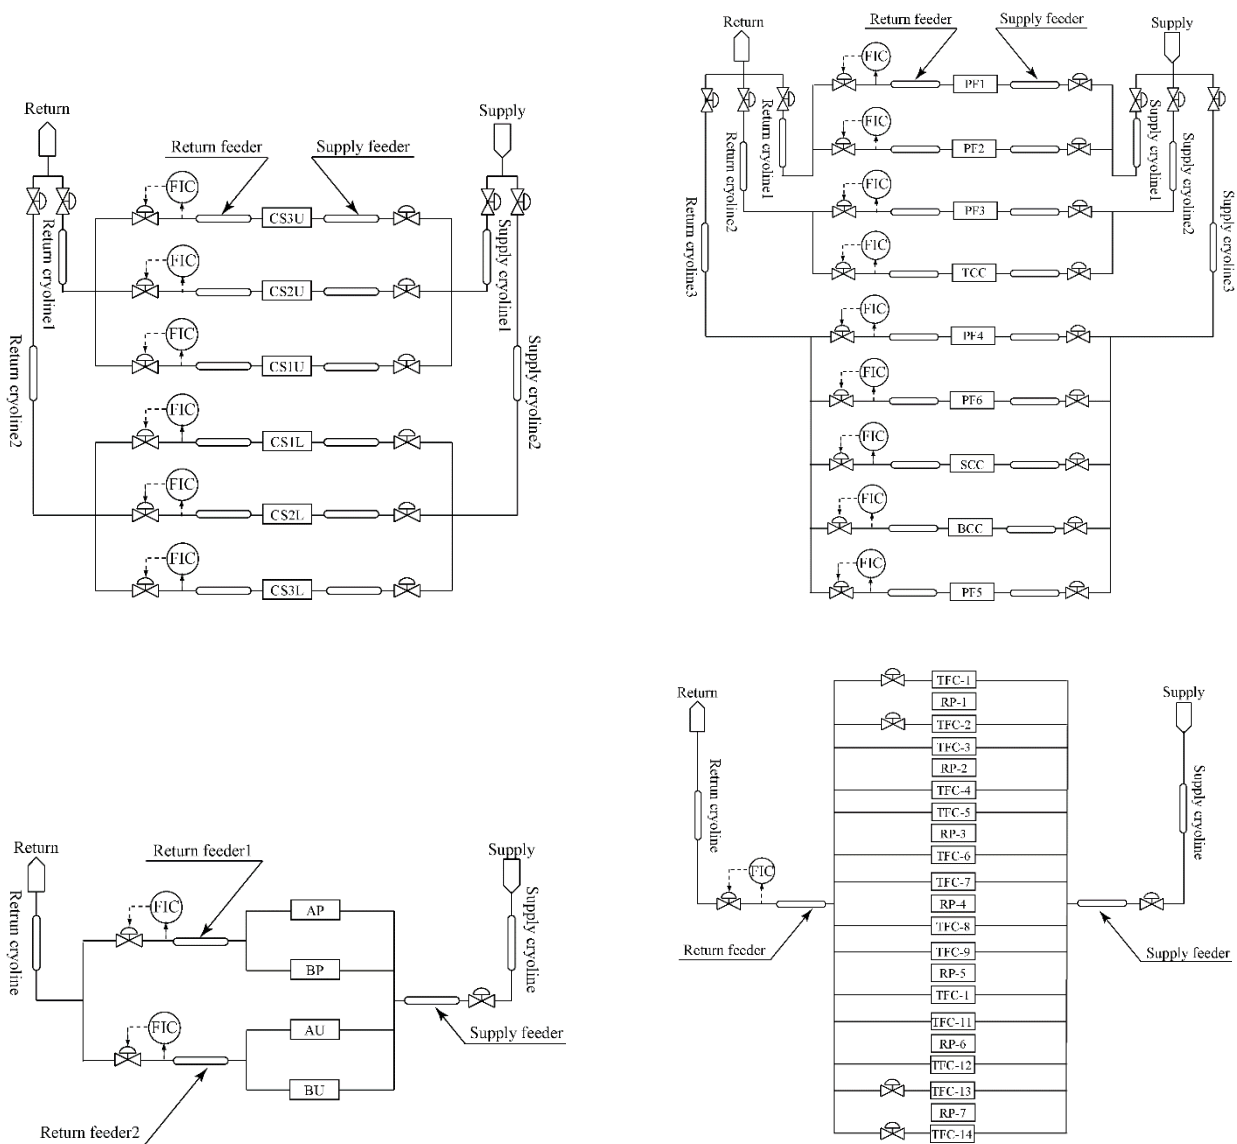 Return
Supply
Return feeder
Supply feeder
Return cryoline1
Return cryoline2
Supply cryoline1
Supply cryoline2
FIC
CS3U
FIC
CS2U
FIC
CS1U
FIC
CS1L
FIC
CS2L
FIC
CS3L
Return
Supply
Return feeder
Supply feeder
Return cryoline1
Return cryoline2
Return cryoline3
Supply cryoline1
Supply cryoline2
Supply cryoline3
FIC
PF1
FIC
PF2
FIC
PF3
FIC
TCC
FIC
PF4
FIC
PF6
FIC
SCC
FIC
BCC
FIC
PF5
Return
Supply
Return feeder1
Retrun cryoline
Supply cryoline
FIC
AP
BP
FIC
AU
BU
Supply feeder
Return feeder2
Return
Supply
Retrun cryoline
Supply cryoline
FIC
Return feeder
Supply feeder
TFC-1
RP-1
TFC-2
TFC-3
RP-2
TFC-4
TFC-5
RP-3
TFC-6
TFC-7
RP-4
TFC-8
TFC-9
RP-5
TFC-1
TFC-11
RP-6
TFC-12
TFC-13
RP-7
TFC-14